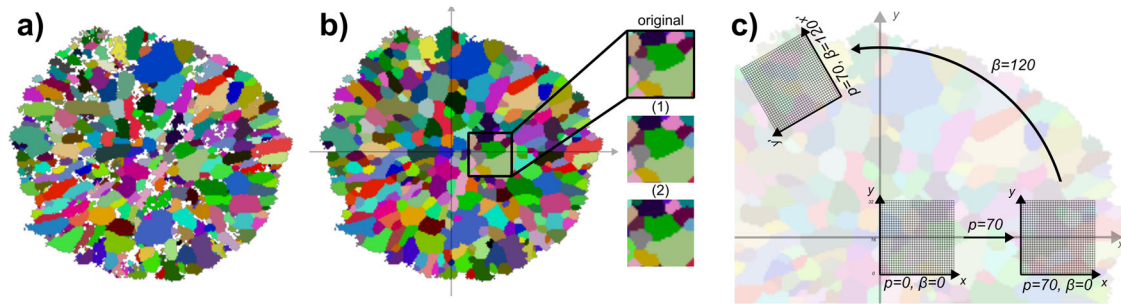 a)
b)
original
(1)
(2)
c)
y
β=120
p=70, β=120
x'
y'
y
p=70
y
x
p=0, β=0
x
p=70, β=0